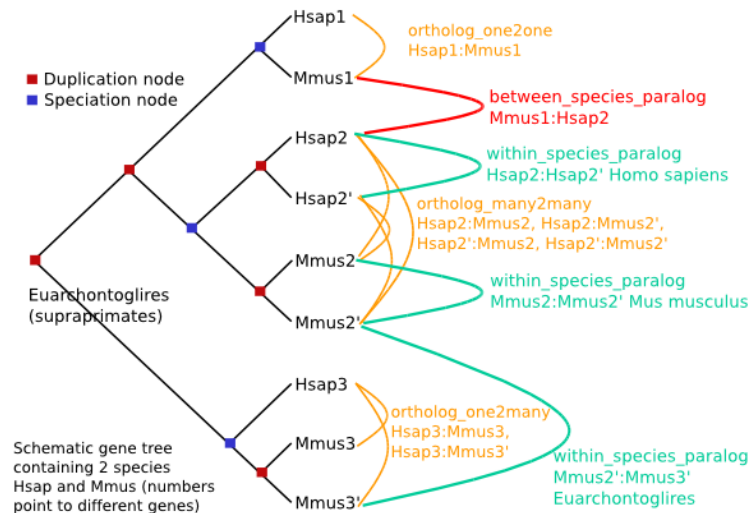 Hsap1
ortholog_one2one
Hsap1:Mmus1
Duplication node
Speciation node
Mmus1
between_species_paralog
Mmus1:Hsap2
Hsap2
within_species_paralog
Hsap2:Hsap2' Homo sapiens
Hsap2'
ortholog_many2many
Hsap2:Mmus2, Hsap2:Mmus2',
Hsap2':Mmus2, Hsap2':Mmus2'
Mmus2
within_species_paralog
Mmus2:Mmus2' Mus musculus
Euarchontoglires
(supraprimates)
Mmus2'
Hsap3
ortholog_one2many
Hsap3:Mmus3,
Hsap3:Mmus3'
Mmus3
Schematic gene tree
containing 2 species
Hsap and Mmus (numbers
point to different genes)
Mmus3'
within_species_paralog
Mmus2':Mmus3'
Euarchontoglires